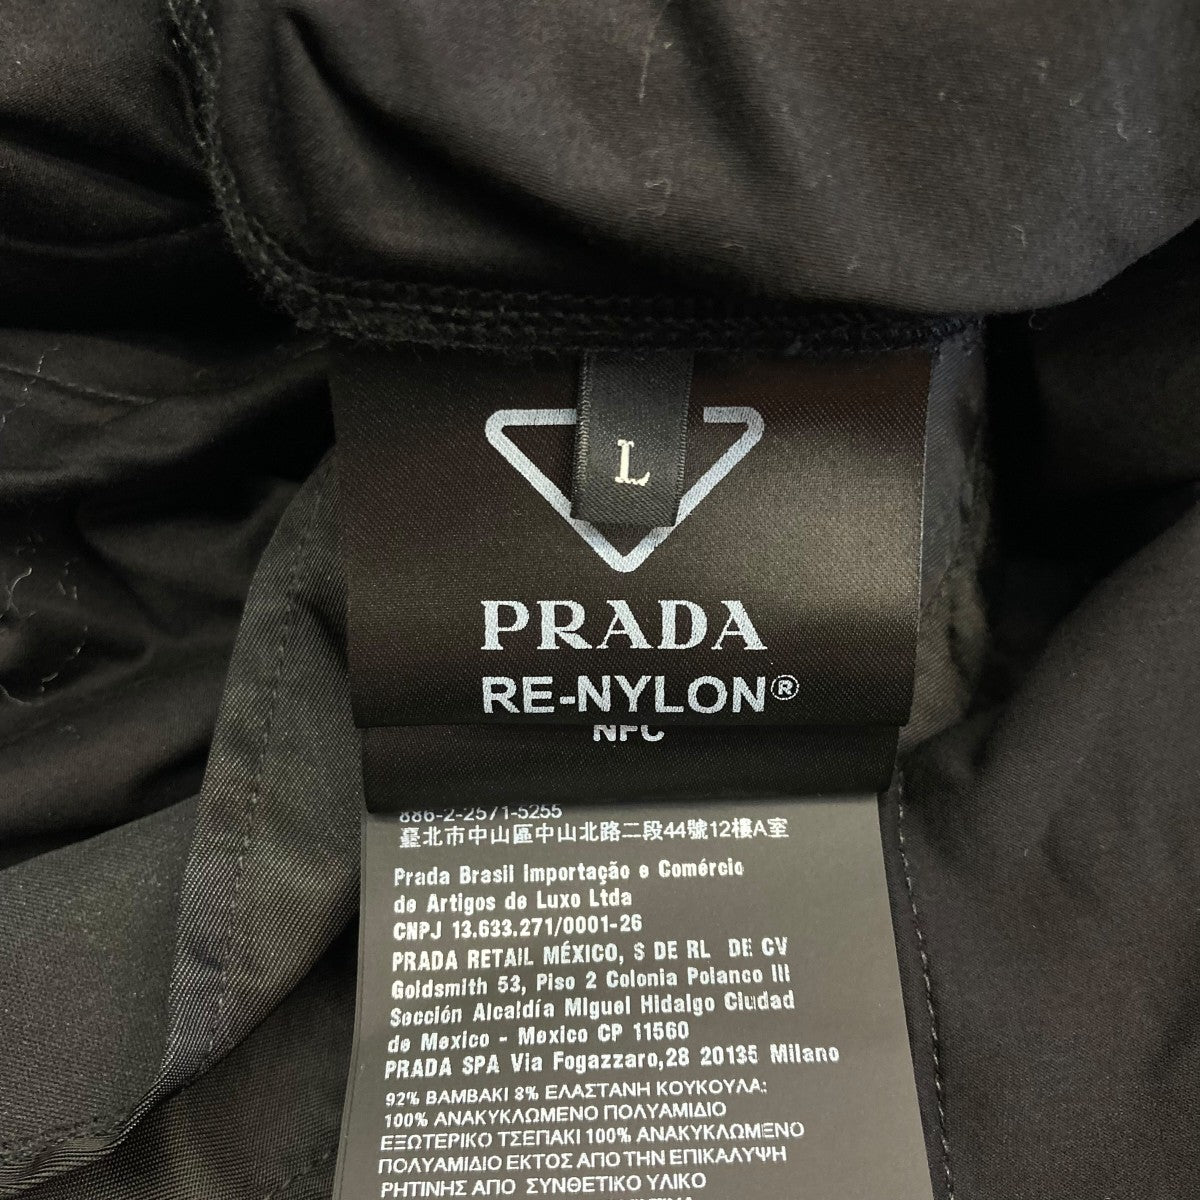 L
PRADA
RE-NYLON®
NFC
886-2-2571-5255
臺北市中山區中山北路二段44號12樓A室
Prada Brasil Importação e Comércio
de Artigos de Luxo Ltda
CNPJ 13.633.271/0001-26
PRADA RETAIL MÉXICO, S DE RL DE CV
Goldsmith 53, Piso 2 Colonia Polanco III
Sección Alcaldía Miguel Hidalgo Ciudad
de Mexico - Mexico CP 11560
PRADA SPA Via Fogazzaro,28 20135 Milano
92% ΒΑΜΒΑΚΙ 8% ΕΛΑΣΤΑΝΗ ΚΟΥΚΟΥΛΑ:
100% ΑΝΑΚΥΚΛΩΜΕΝΟ ΠΟΛΥΑΜΙΔΙΟ
ΕΞΩΤΕΡΙΚΟ ΤΣΕΠΑΚΙ 100% ΑΝΑΚΥΚΛΩΜΕΝΟ
ΠΟΛΥΑΜΙΔΙΟ ΕΚΤΟΣ ΑΠΟ ΤΗΝ ΕΠΙΚΑΛΥΨΗ
ΡΗΤΙΝΗΣ ΑΠΟ ΣΥΝΘΕΤΙΚΟ ΥΛΙΚΟ